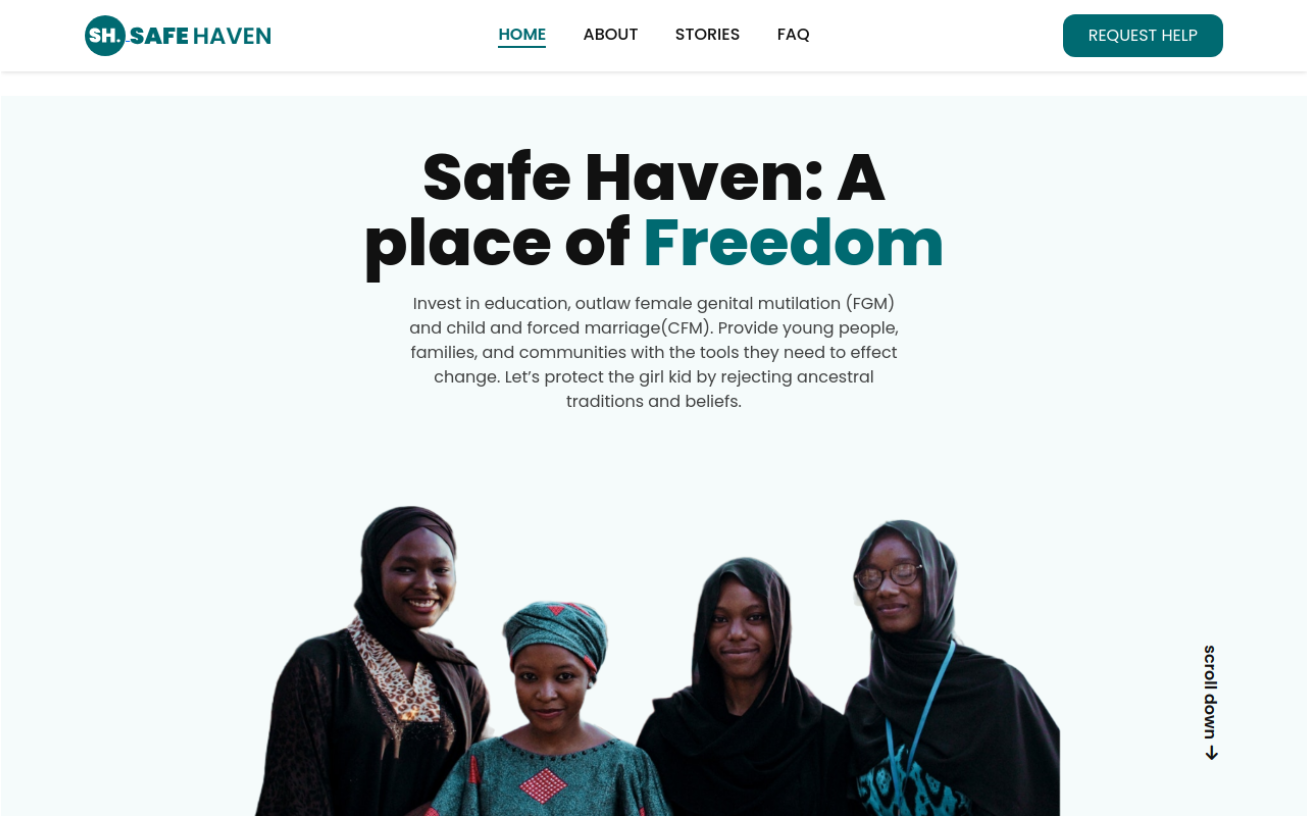 SH. SAFE HAVEN
HOME ABOUT STORIES FAQ
REQUEST HELP
Safe Haven: A
place of Freedom
Invest in education, outlaw female genital mutilation (FGM)
and child and forced marriage(CFM). Provide young people,
families, and communities with the tools they need to effect
change. Let’s protect the girl kid by rejecting ancestral
traditions and beliefs.
scroll down →